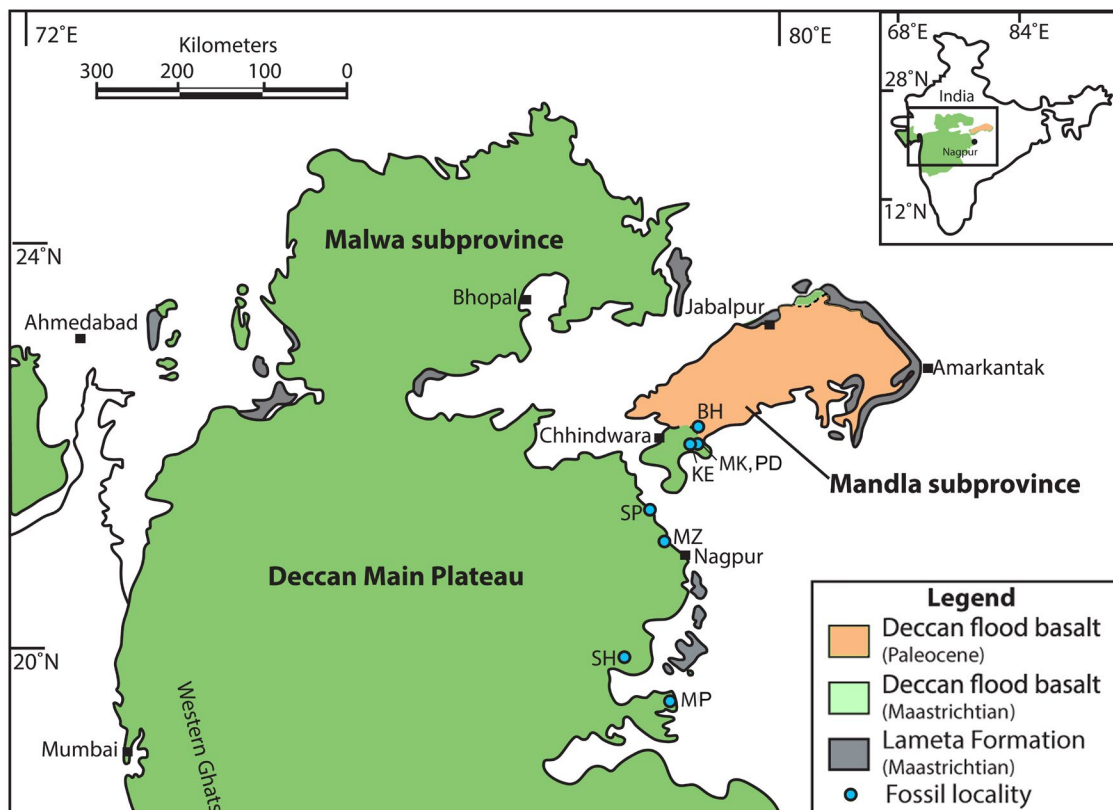 72˚E
80˚E
Kilometers
300 200 100 0
68˚E 84˚E
28˚N
India
Nagpur
12˚N
24˚N
Malwa subprovince
Bhopal
Ahmedabad
Jabalpur
Amarkantak
BH
Chhindwara
MK, PD
KE
Mandla subprovince
SP
MZ
Nagpur
Deccan Main Plateau
20˚N
SH
MP
Western Ghats
Mumbai
Legend
Deccan flood basalt
(Paleocene)
Deccan flood basalt
(Maastrichtian)
Lameta Formation
(Maastrichtian)
Fossil locality